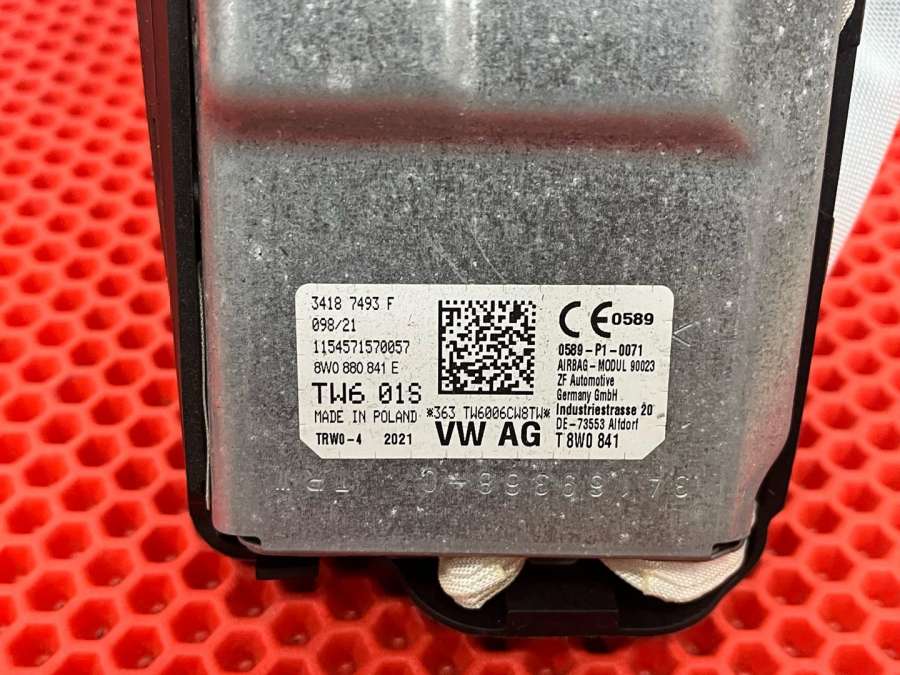 3418 7493 F
098/21
1154571570057
8W0 880 841 E
TW6 01S
MADE IN POLAND
TRW0-4 2021
*363 TW6006CW8TW*
VW AG
CE 0589
0589-P1-0071
AIRBAG-MODUL 90023
ZF Automotive
Germany GmbH
Industriestrasse 20
DE-73553 Alfdorf
T 8W0 841